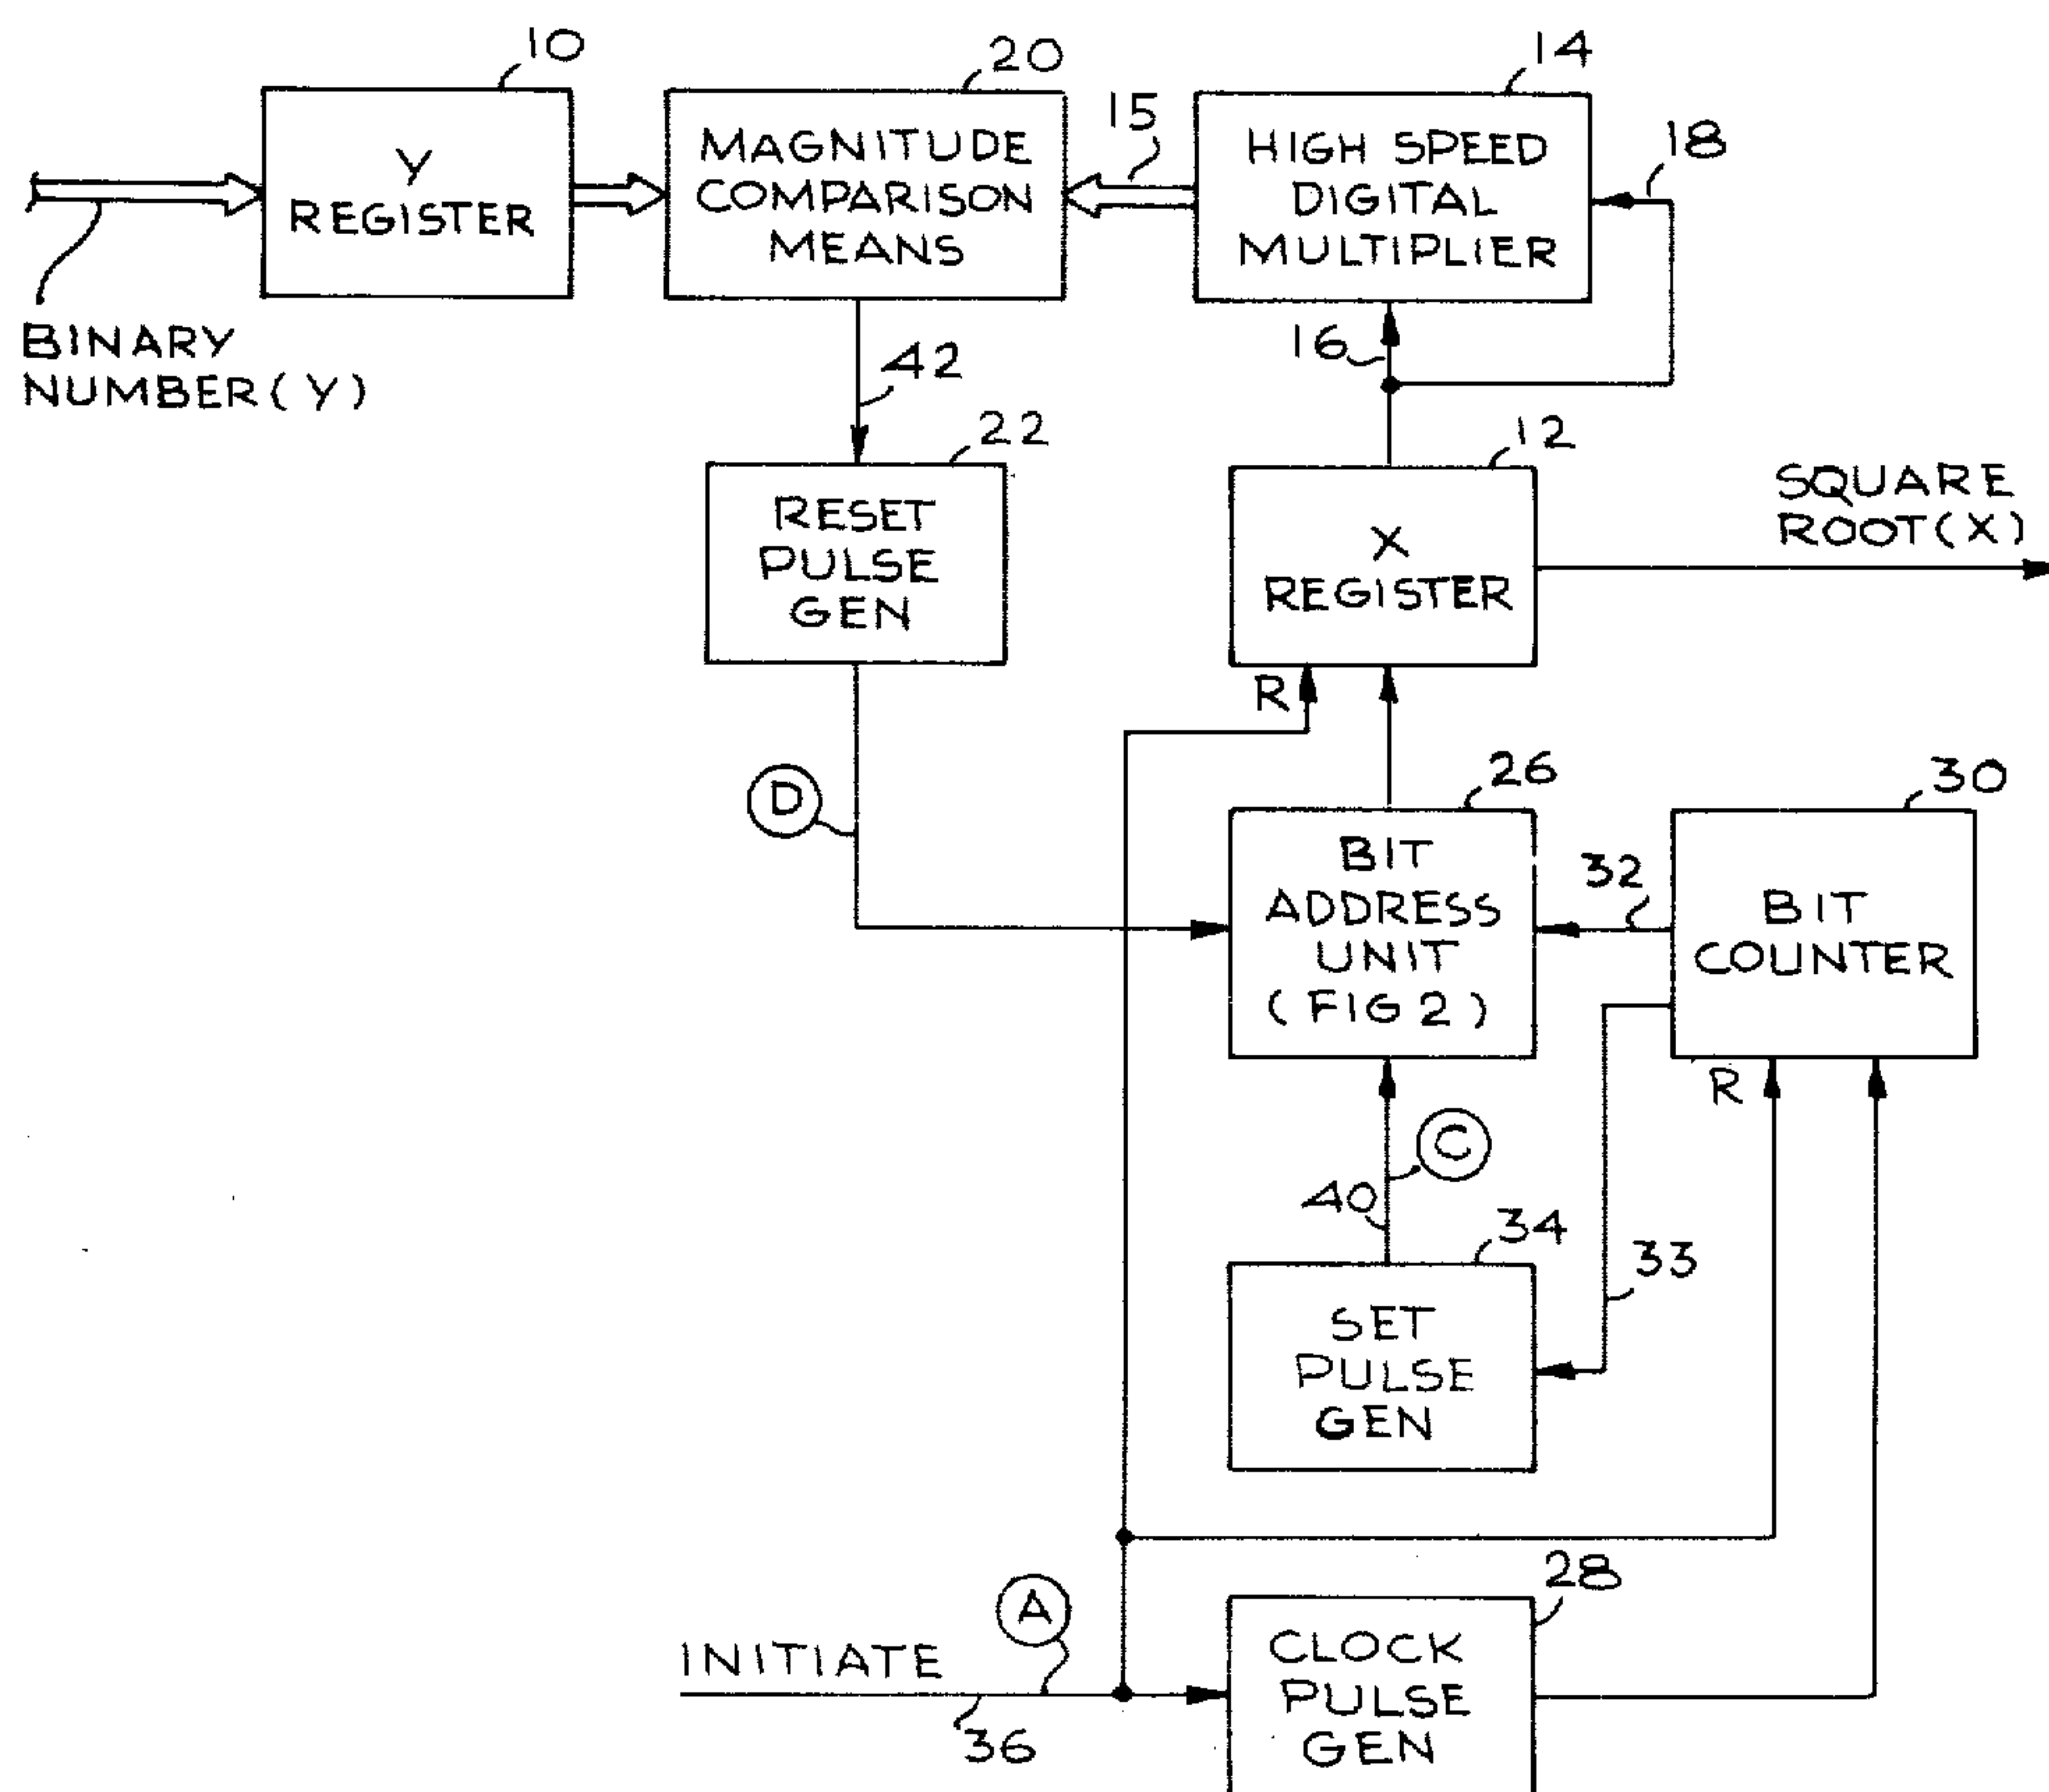 10
20
14
15
18
Y
REGISTER
MAGNITUDE
COMPARISON
MEANS
HIGH SPEED
DIGITAL
MULTIPLIER
BINARY
NUMBER(Y)
42
16
22
12
RESET
PULSE
GEN
X
REGISTER
SQUARE
ROOT(X)
R
D
26
30
BIT
ADDRESS
UNIT
(FIG 2)
32
BIT
COUNTER
R
C
40
34
33
SET
PULSE
GEN
28
A
INITIATE
36
CLOCK
PULSE
GEN